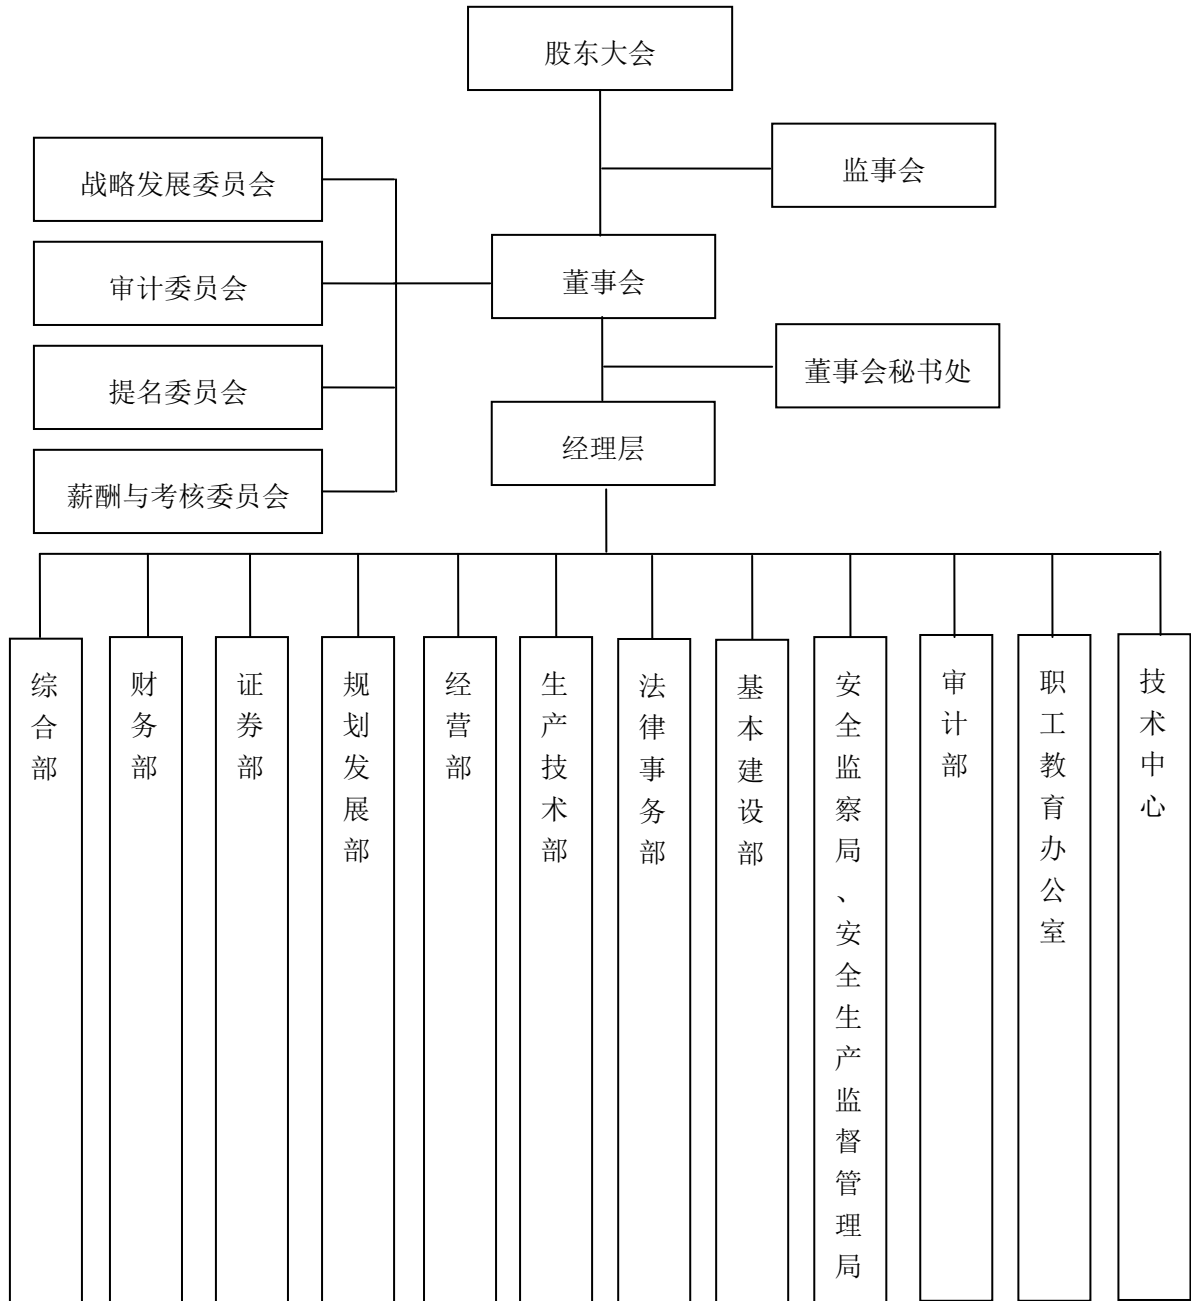 股东大会
监事会
战略发展委员会
董事会
审计委员会
董事会秘书处
提名委员会
经理层
薪酬与考核委员会
综合部
财务部
证券部
规划发展部
经营部
生产技术部
法律事务部
基本建设部
安全监察局、安全生产监督管理局
审计部
职工教育办公室
技术中心